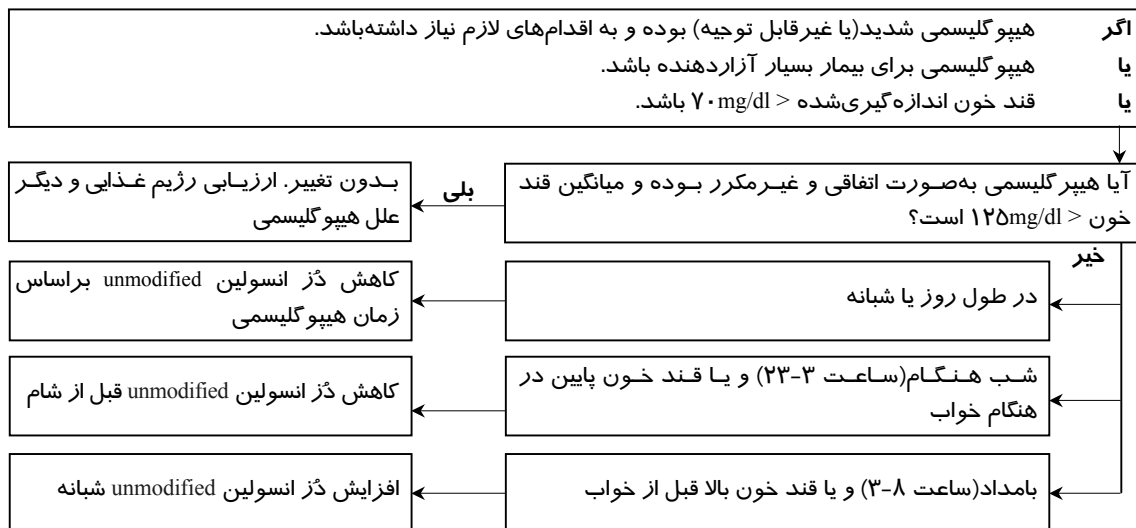 اگر هیپوگلیسمی شدید(یا غیرقابل توجیه) بوده و به اقدام‌های لازم نیاز داشته‌باشد.
یا هیپوگلیسمی برای بیمار بسیار آزاردهنده باشد.
یا قند خون اندازه‌گیری‌شده < ۷۰mg/dl باشد.
آیا هیپرگلیسمی به‌صورت اتفاقی و غیرمکرر بوده و میانگین قند
خون < ۱۲۵mg/dl است؟
بلی
بدون تغییر. ارزیابی رژیم غذایی و دیگر
علل هیپوگلیسمی
خیر
در طول روز یا شبانه
کاهش دُز انسولین unmodified براساس
زمان هیپوگلیسمی
شب هنگام(ساعت ۳-۲۳) و یا قند خون پایین در
هنگام خواب
کاهش دُز انسولین unmodified قبل از شام
بامداد(ساعت ۸-۳) و یا قند خون بالا قبل از خواب
افزایش دُز انسولین unmodified شبانه